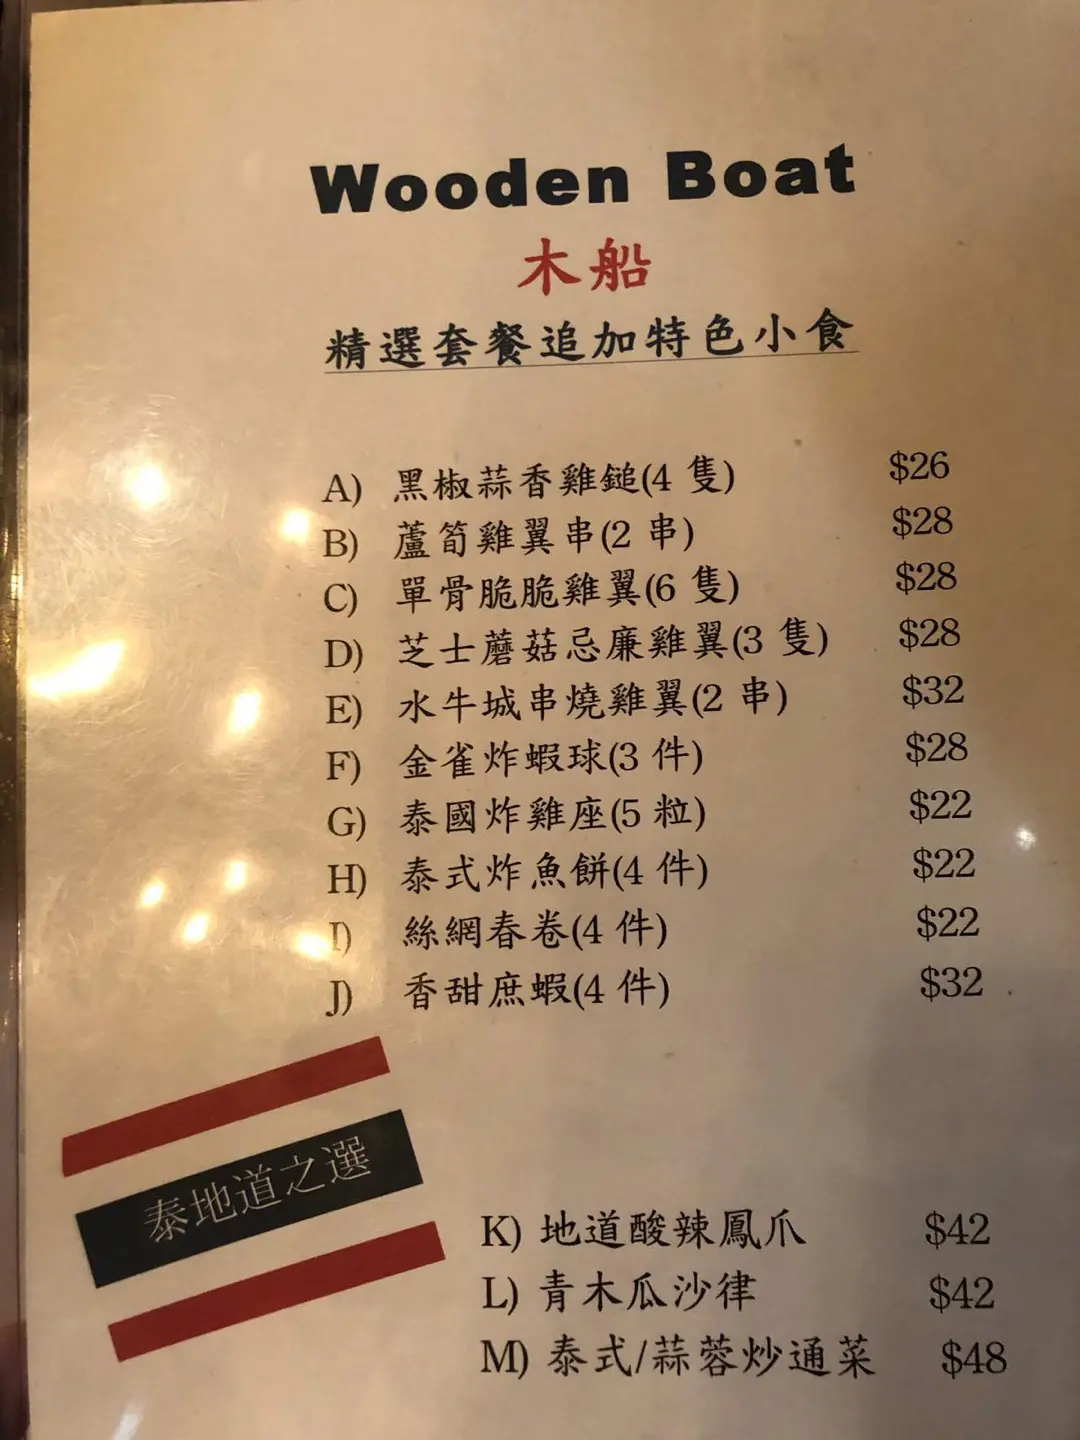 Wooden Boat
木船
精選套餐追加特色小食
A) 黑椒蒜香雞鎚(4 隻) $26
B) 蘆筍雞翼串(2 串) $28
C) 單骨脆脆雞翼(6 隻) $28
D) 芝士蘑菇忌廉雞翼(3 隻) $28
E) 水牛城串燒雞翼(2 串) $32
F) 金雀炸蝦球(3 件) $28
G) 泰國炸雞座(5 粒) $22
H) 泰式炸魚餅(4 件) $22
I) 絲網春卷(4 件) $22
J) 香甜庶蝦(4 件) $32
泰地道之選
K) 地道酸辣鳳爪 $42
L) 青木瓜沙律 $42
M) 泰式/蒜蓉炒通菜 $48